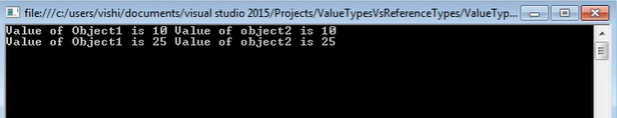 file:///c:/users/vishi/documents/visual studio 2015/Projects/ValueTypesVsReferenceTypes/ValueTyp...
Value of Object1 is 10 Value of object2 is 10
Value of Object1 is 25 Value of object2 is 25